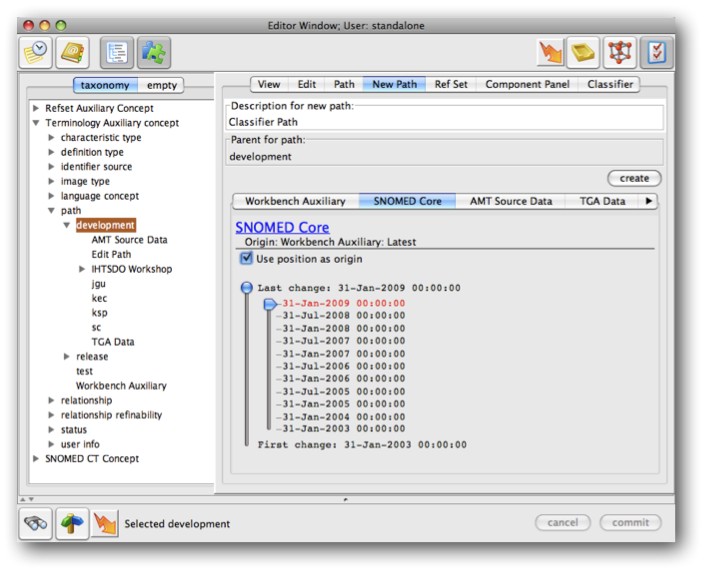 Editor Window; User: standalone
taxonomy empty
Refset Auxiliary Concept
Terminology Auxiliary concept
characteristic type
definition type
identifier source
image type
language concept
path
development
AMT Source Data
Edit Path
IHTSDO Workshop
jgu
kec
ksp
sc
TGA Data
release
test
Workbench Auxiliary
relationship
relationship refinability
status
user info
SNOMED CT Concept
View Edit Path New Path Ref Set Component Panel Classifier
Description for new path:
Classifier Path
Parent for path:
development
create
Workbench Auxiliary SNOMED Core AMT Source Data TGA Data
SNOMED Core
Origin: Workbench Auxiliary: Latest
Use position as origin
Last change: 31-Jan-2009 00:00:00
31-Jan-2009 00:00:00
31-Jul-2008 00:00:00
31-Jan-2008 00:00:00
31-Jul-2007 00:00:00
31-Jan-2007 00:00:00
31-Jul-2006 00:00:00
31-Jan-2006 00:00:00
31-Jul-2005 00:00:00
31-Jan-2005 00:00:00
31-Jan-2004 00:00:00
31-Jan-2003 00:00:00
First change: 31-Jan-2003 00:00:00
Selected development
cancel commit